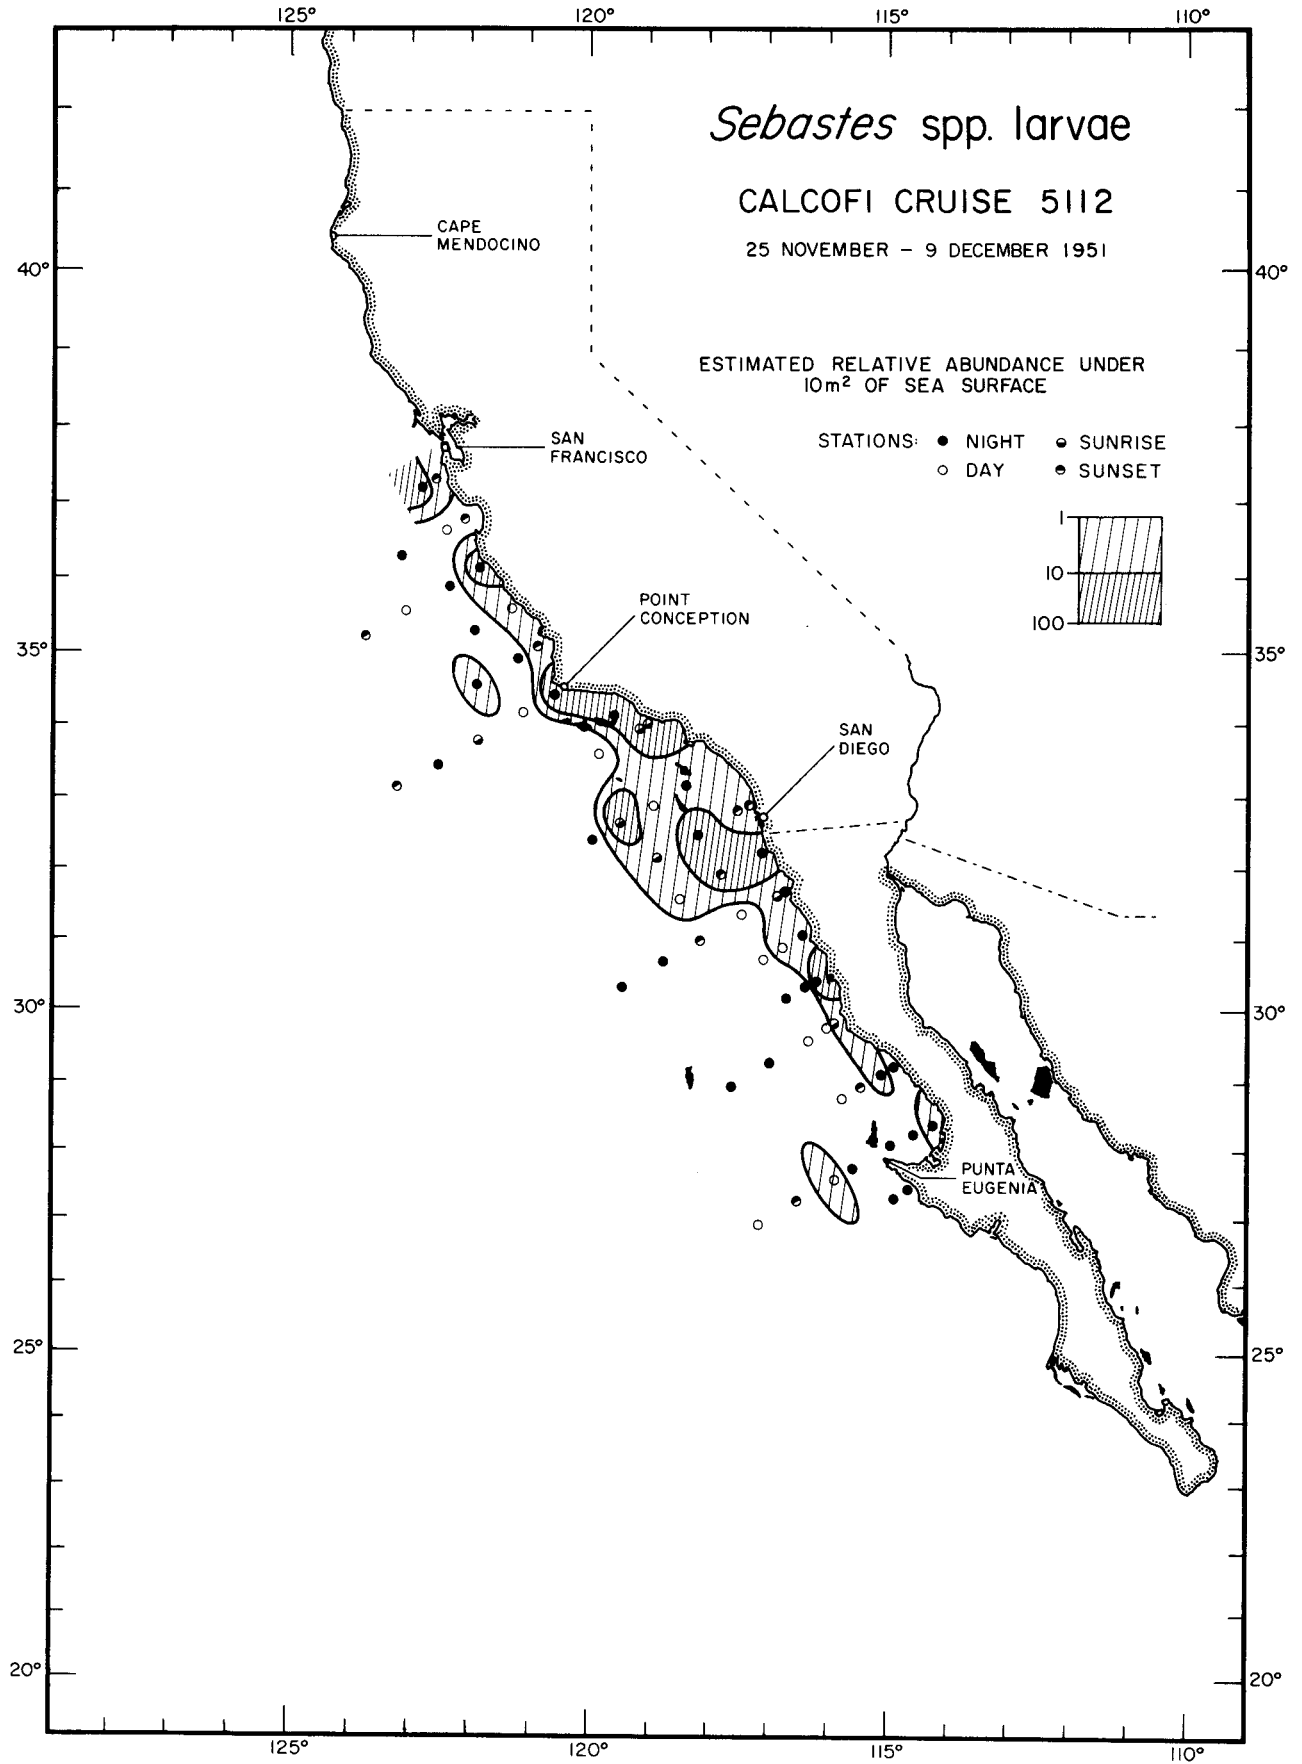 125° 120° 115° 110°
Sebastes spp. larvae
CALCOFI CRUISE 5112
25 NOVEMBER – 9 DECEMBER 1951
CAPE
MENDOCINO
40° 40°
ESTIMATED RELATIVE ABUNDANCE UNDER
10m² OF SEA SURFACE
STATIONS: ● NIGHT SUNRISE
○ DAY SUNSET
SAN
FRANCISCO
1
10
100
POINT
CONCEPTION
35° 35°
SAN
DIEGO
30° 30°
PUNTA
EUGENIA
25° 25°
20° 20°
125° 120° 115° 110°